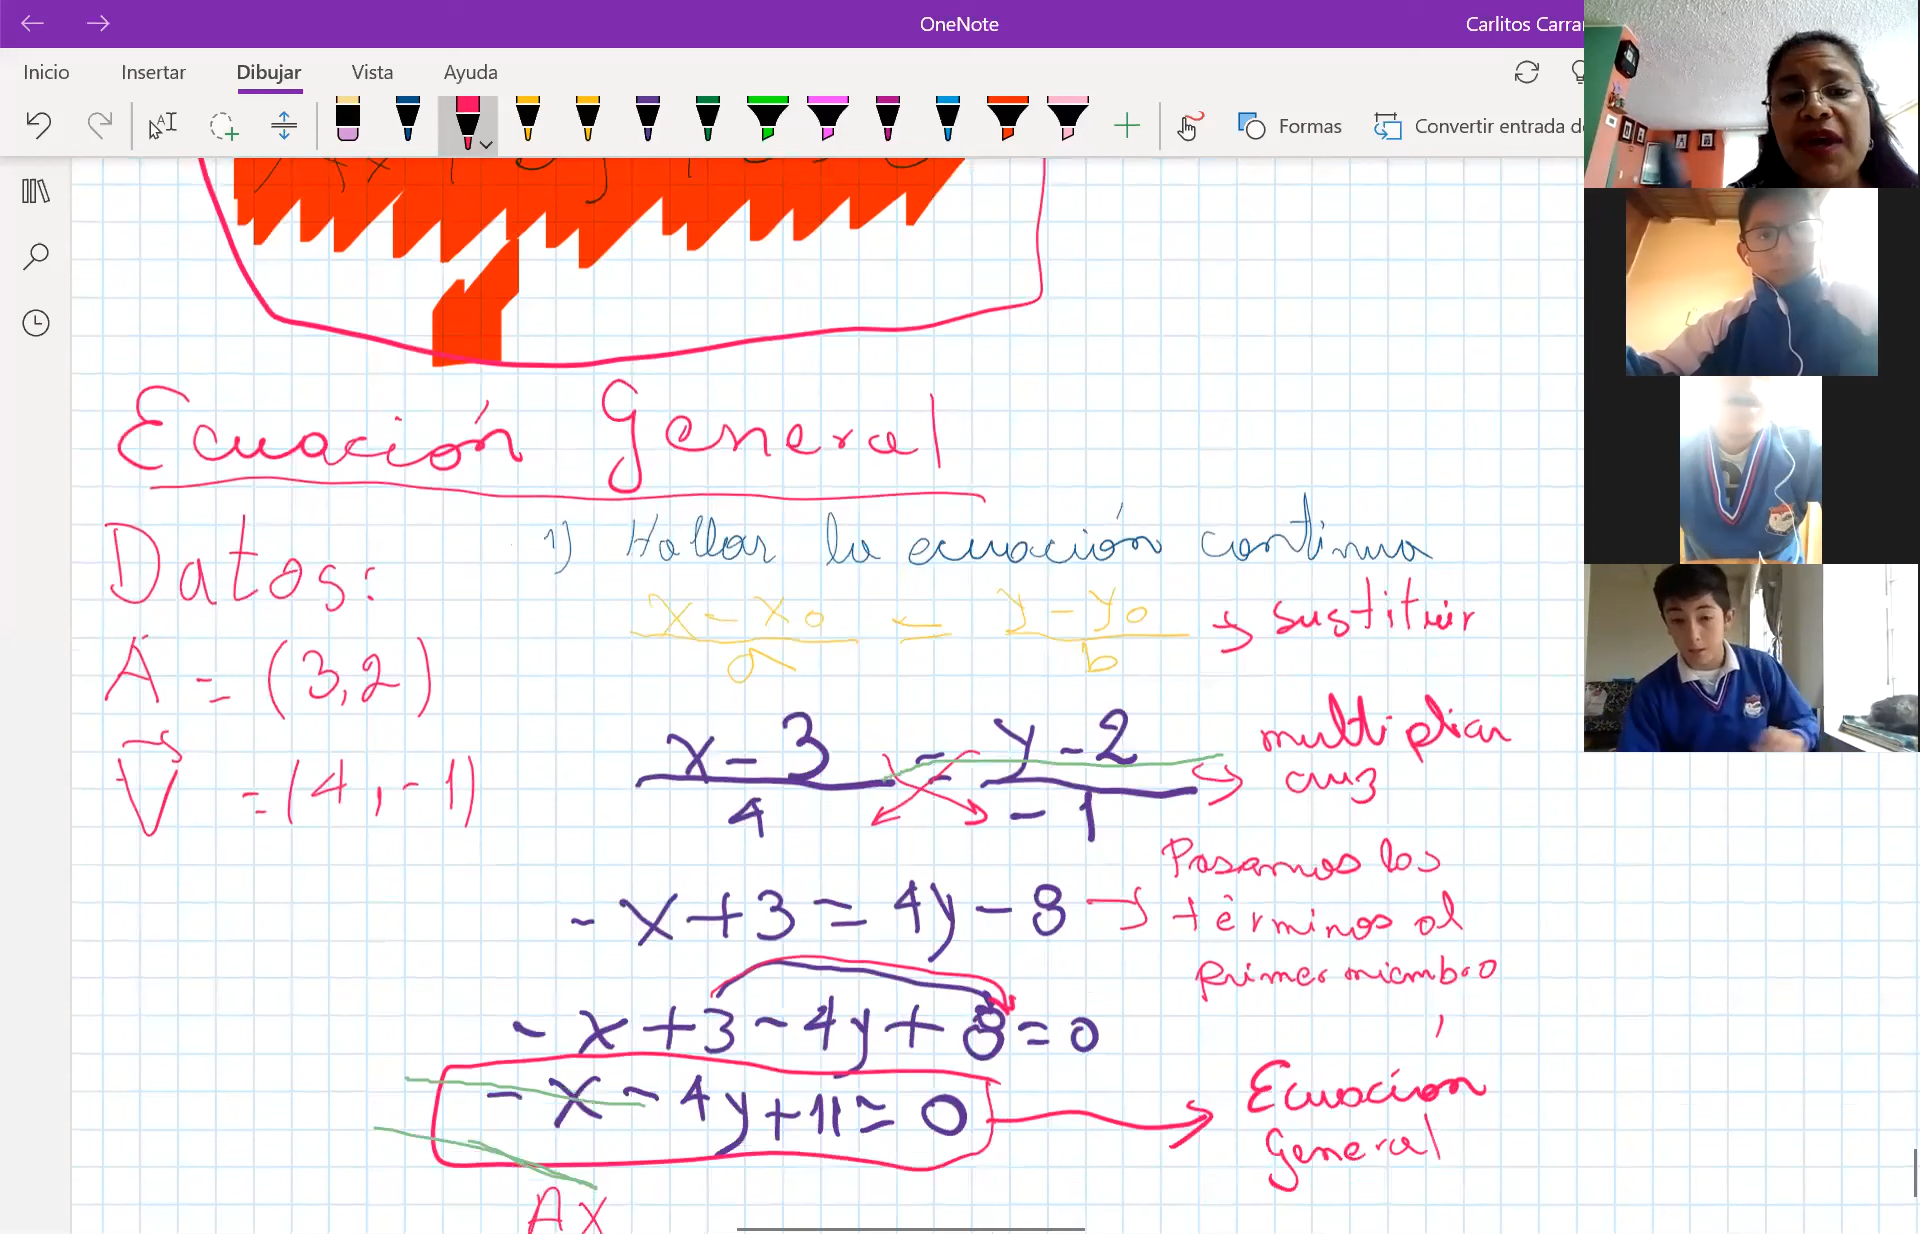 OneNote
Carlitos Carra
Inicio Insertar Dibujar Vista Ayuda
Formas Convertir entrada d
Ecuación General
Datos:
1) Hallar la ecuación continua
x - x0 / a = y - y0 / b → sustituir
A = (3,2)
V = (4, -1)
x - 3 / 4 = y - 2 / - 1 → multipliar cruz
- x + 3 = 4y - 8 → Pasamos los términos al primer miembro
- x + 3 - 4y + 8 = 0
- x - 4y + 11 = 0 → Ecuación general
Ax